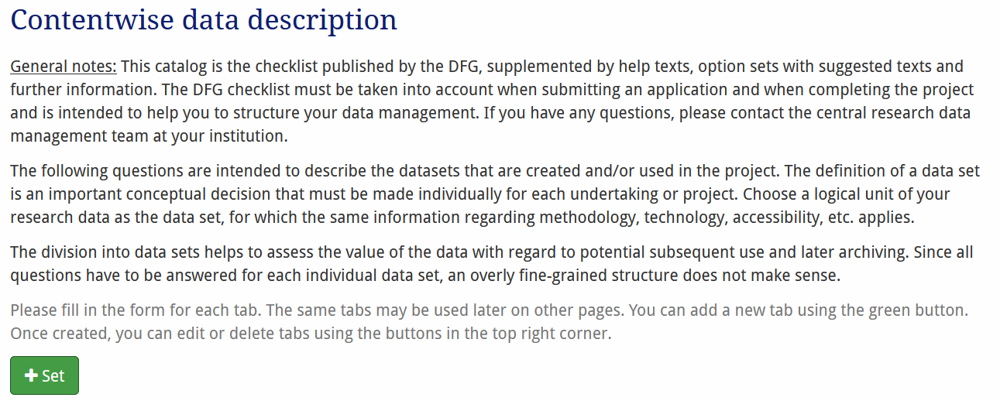 Contentwise data description
General notes: This catalog is the checklist published by the DFG, supplemented by help texts, option sets with suggested texts and
further information. The DFG checklist must be taken into account when submitting an application and when completing the project
and is intended to help you to structure your data management. If you have any questions, please contact the central research data
management team at your institution.
The following questions are intended to describe the datasets that are created and/or used in the project. The definition of a data set
is an important conceptual decision that must be made individually for each undertaking or project. Choose a logical unit of your
research data as the data set, for which the same information regarding methodology, technology, accessibility, etc. applies.
The division into data sets helps to assess the value of the data with regard to potential subsequent use and later archiving. Since all
questions have to be answered for each individual data set, an overly fine-grained structure does not make sense.
Please fill in the form for each tab. The same tabs may be used later on other pages. You can add a new tab using the green button.
Once created, you can edit or delete tabs using the buttons in the top right corner.
+ Set